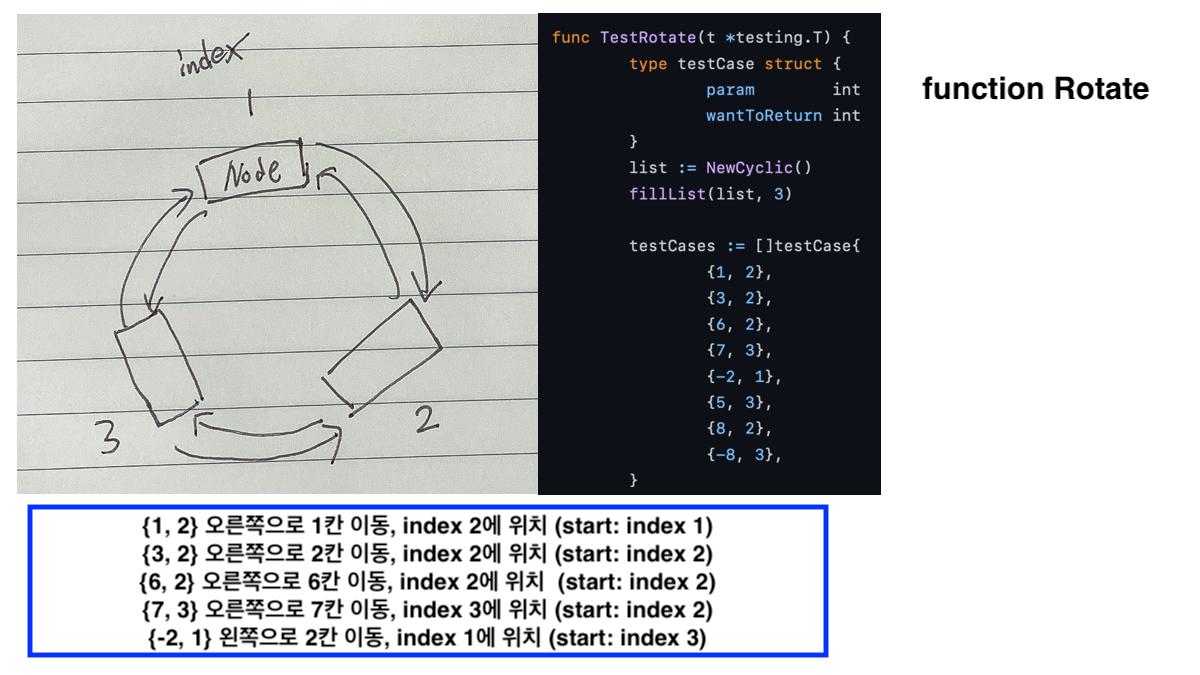 index
1
Node
3
2
func TestRotate(t *testing.T) {
type testCase struct {
param int
wantToReturn int
}
list := NewCyclic()
fillList(list, 3)
testCases := []testCase{
{1, 2},
{3, 2},
{6, 2},
{7, 3},
{-2, 1},
{5, 3},
{8, 2},
{-8, 3},
}
function Rotate
{1, 2} 오른쪽으로 1칸 이동, index 2에 위치 (start: index 1)
{3, 2} 오른쪽으로 2칸 이동, index 2에 위치 (start: index 2)
{6, 2} 오른쪽으로 6칸 이동, index 2에 위치 (start: index 2)
{7, 3} 오른쪽으로 7칸 이동, index 3에 위치 (start: index 2)
{-2, 1} 왼쪽으로 2칸 이동, index 1에 위치 (start: index 3)